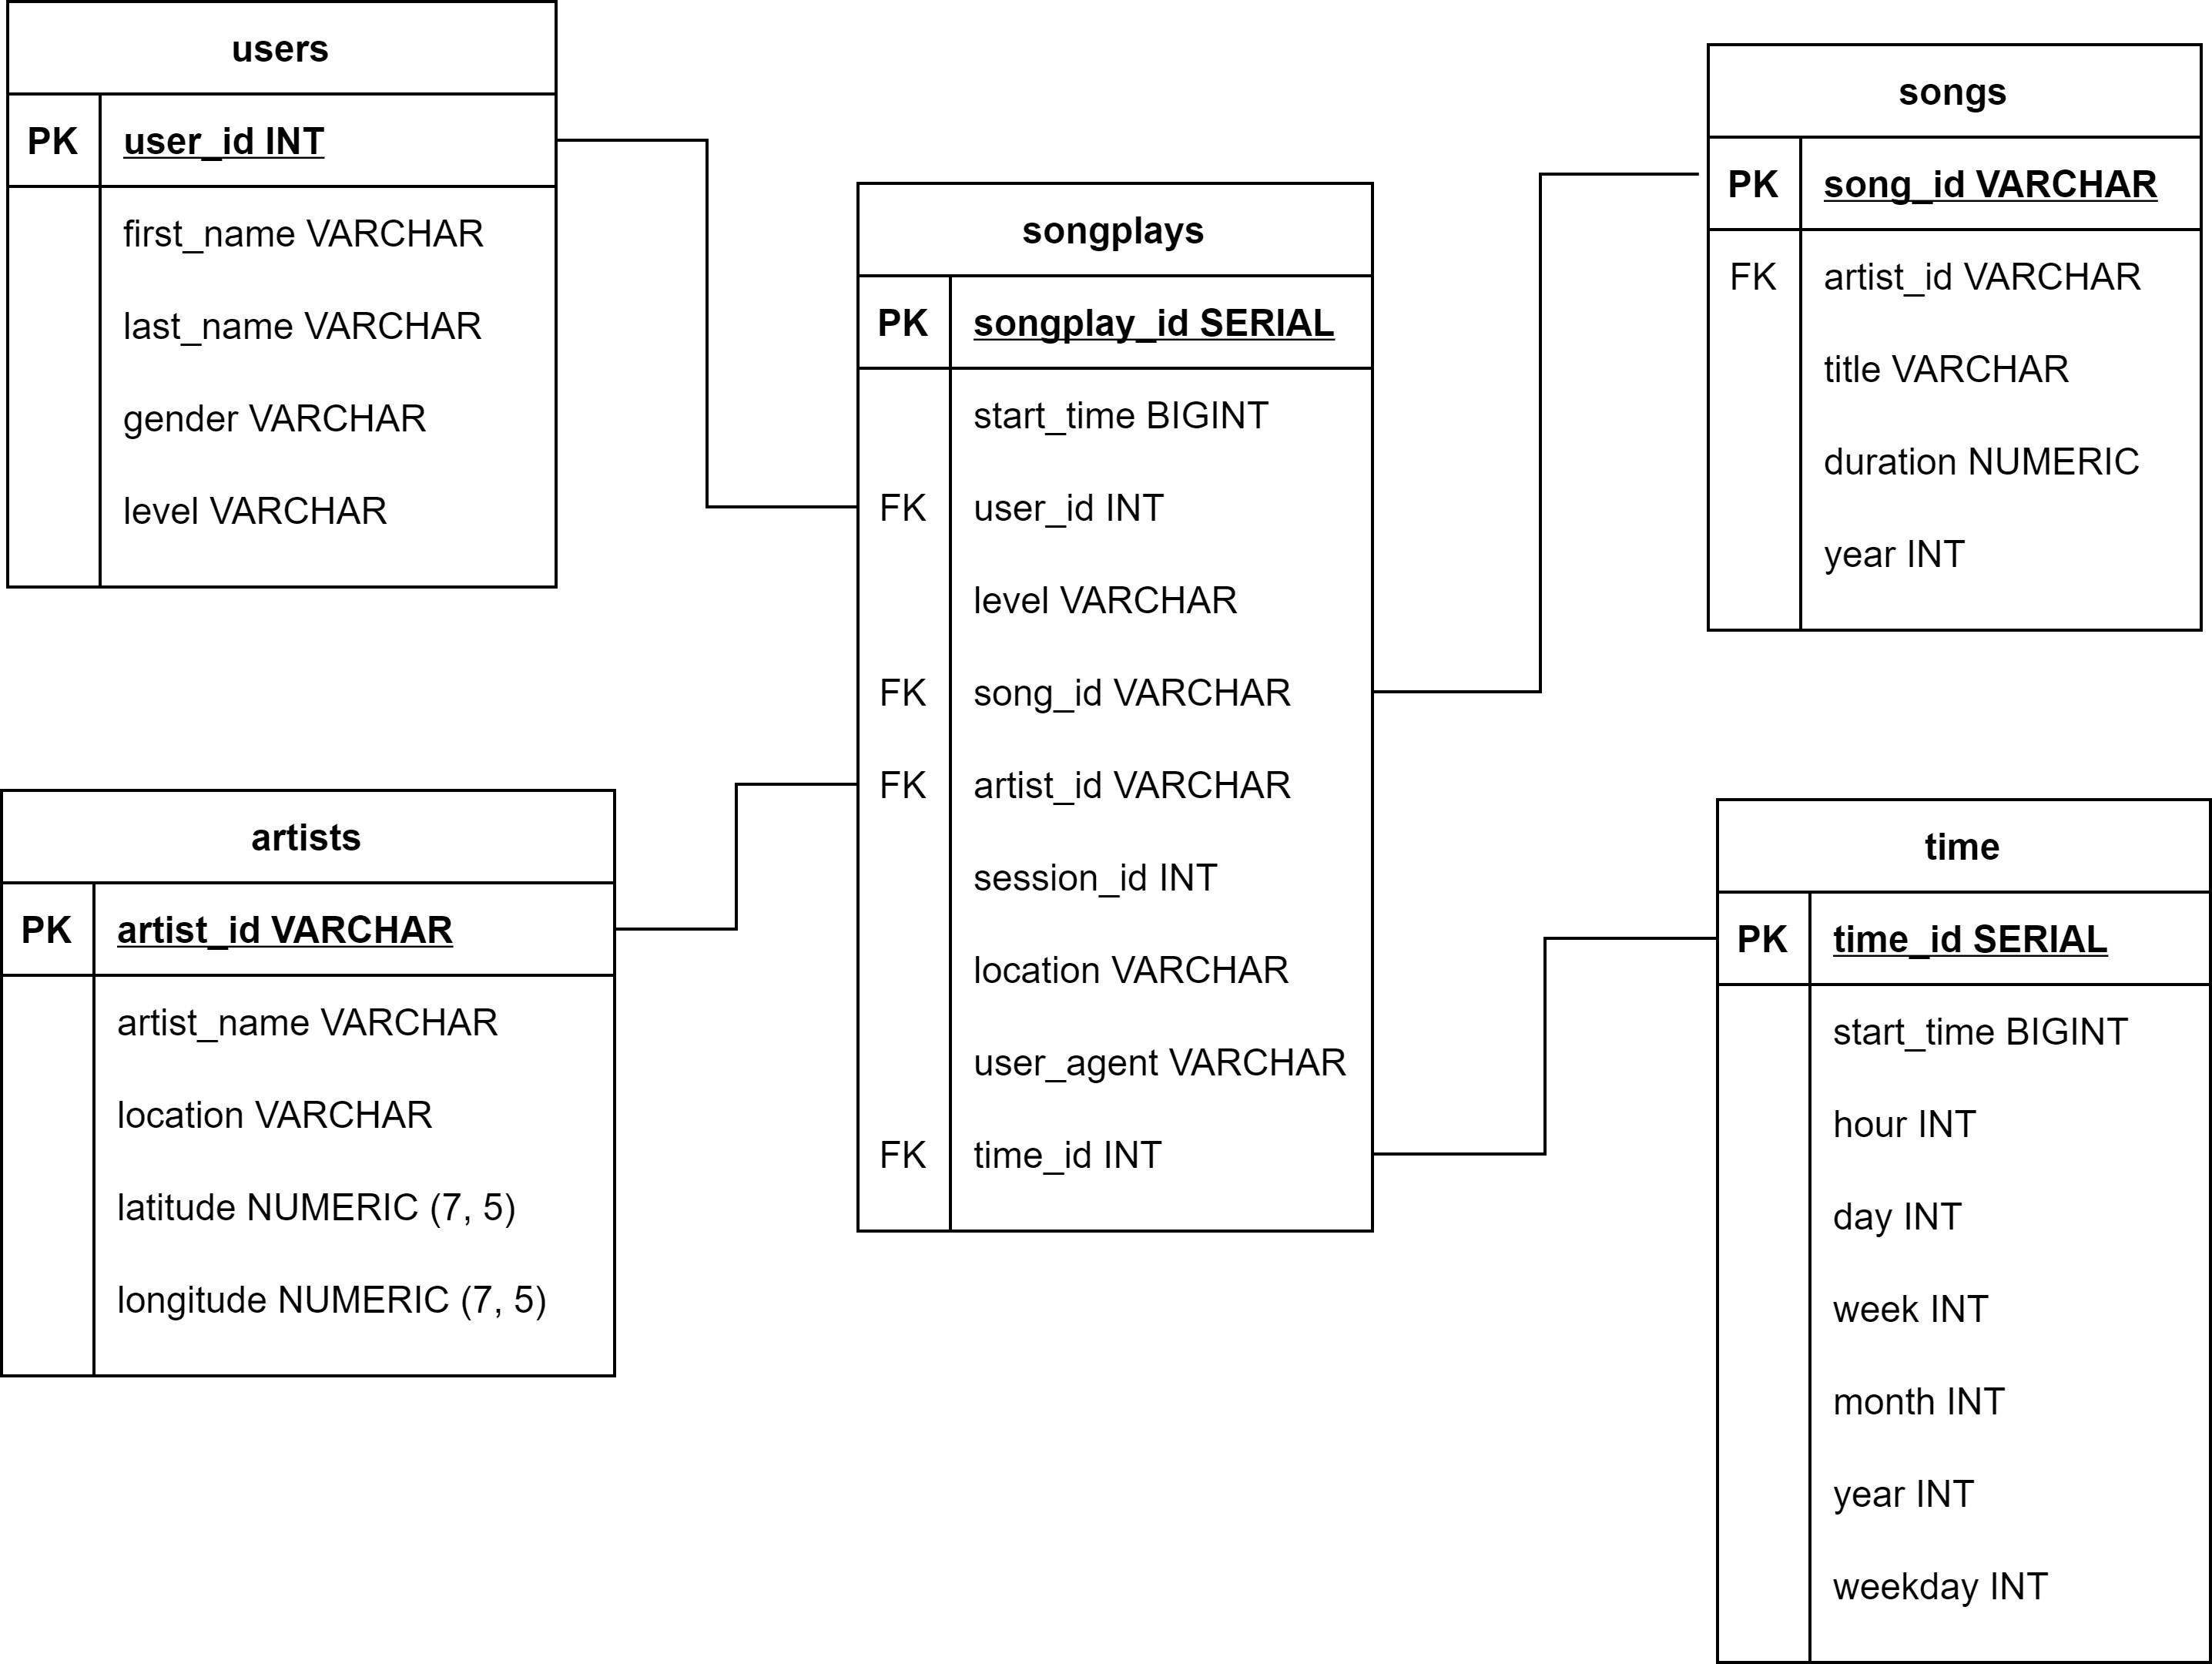 users
PK user_id INT
first_name VARCHAR
last_name VARCHAR
gender VARCHAR
level VARCHAR
songplays
PK songplay_id SERIAL
start_time BIGINT
FK user_id INT
level VARCHAR
FK song_id VARCHAR
FK artist_id VARCHAR
session_id INT
location VARCHAR
user_agent VARCHAR
FK time_id INT
songs
PK song_id VARCHAR
FK artist_id VARCHAR
title VARCHAR
duration NUMERIC
year INT
artists
PK artist_id VARCHAR
artist_name VARCHAR
location VARCHAR
latitude NUMERIC (7, 5)
longitude NUMERIC (7, 5)
time
PK time_id SERIAL
start_time BIGINT
hour INT
day INT
week INT
month INT
year INT
weekday INT